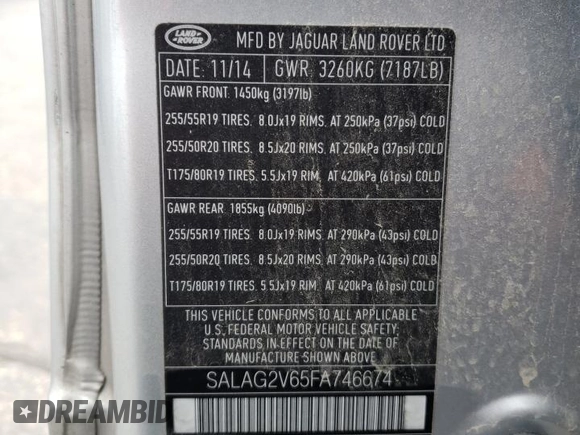 LAND
ROVER
MFD BY JAGUAR LAND ROVER LTD
DATE: 11/14 GWR: 3260KG (7187LB)
GAWR FRONT: 1450kg (3197lb)
255/55R19 TIRES. 8.0Jx19 RIMS. AT 250kPa (37psi) COLD
255/50R20 TIRES. 8.5Jx20 RIMS. AT 250kPa (37psi) COLD
T175/80R19 TIRES. 5.5Jx19 RIM. AT 420kPa (61psi) COLD
GAWR REAR: 1855kg (4090lb)
255/55R19 TIRES. 8.0Jx19 RIMS. AT 290kPa (43psi) COLD
255/50R20 TIRES. 8.5Jx20 RIMS. AT 290kPa (43psi) COLD
T175/80R19 TIRES. 5.5Jx19 RIM. AT 420kPa (61psi) COLD
THIS VEHICLE CONFORMS TO ALL APPLICABLE
U.S. FEDERAL MOTOR VEHICLE SAFETY
STANDARDS IN EFFECT ON THE DATE OF
MANUFACTURE SHOWN ABOVE.
SALAG2V65FA746674
© BidCars.com